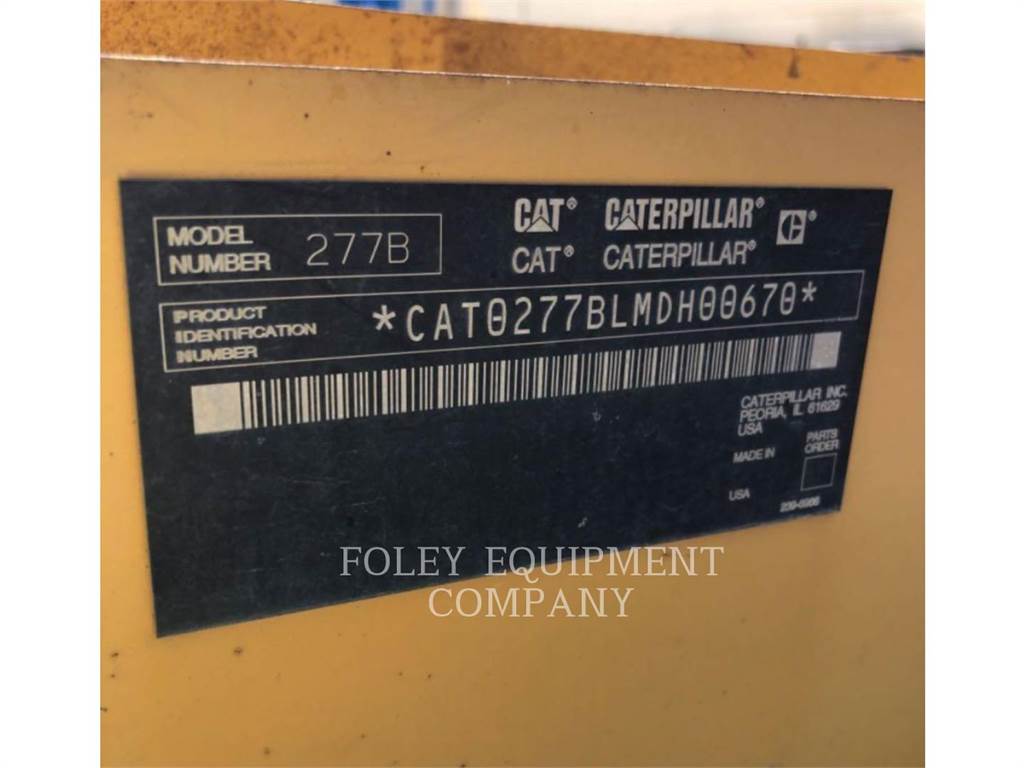 MODEL
NUMBER 277B
CAT® CATERPILLAR® C®
CAT® CATERPILLAR®
PRODUCT
IDENTIFICATION
NUMBER
*CAT0277BLMDH00670*
CATERPILLAR INC.
PEORIA, IL 61629
USA
MADE IN
USA
PARTS
ORDER
FOLEY EQUIPMENT
COMPANY